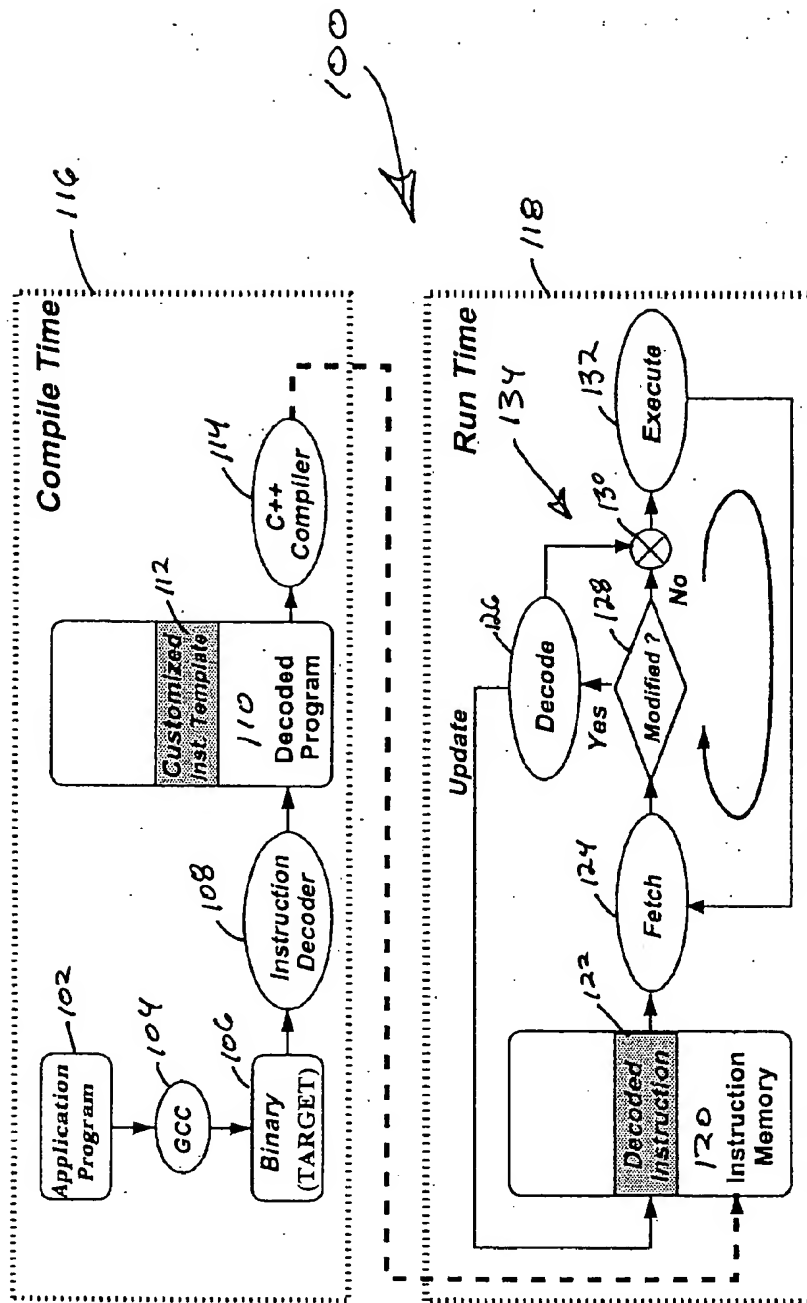 100
116
Compile Time
102
Application
Program
104
GCC
106
Binary
(TARGET)
108
Instruction
Decoder
112
Customized
Inst. Template
110
Decoded
Program
114
C++
Compiler
118
Run Time
134
Update
122
Decoded
Instruction
120
Instruction
Memory
124
Fetch
126
Decode
Yes
128
Modified ?
No
130
132
Execute